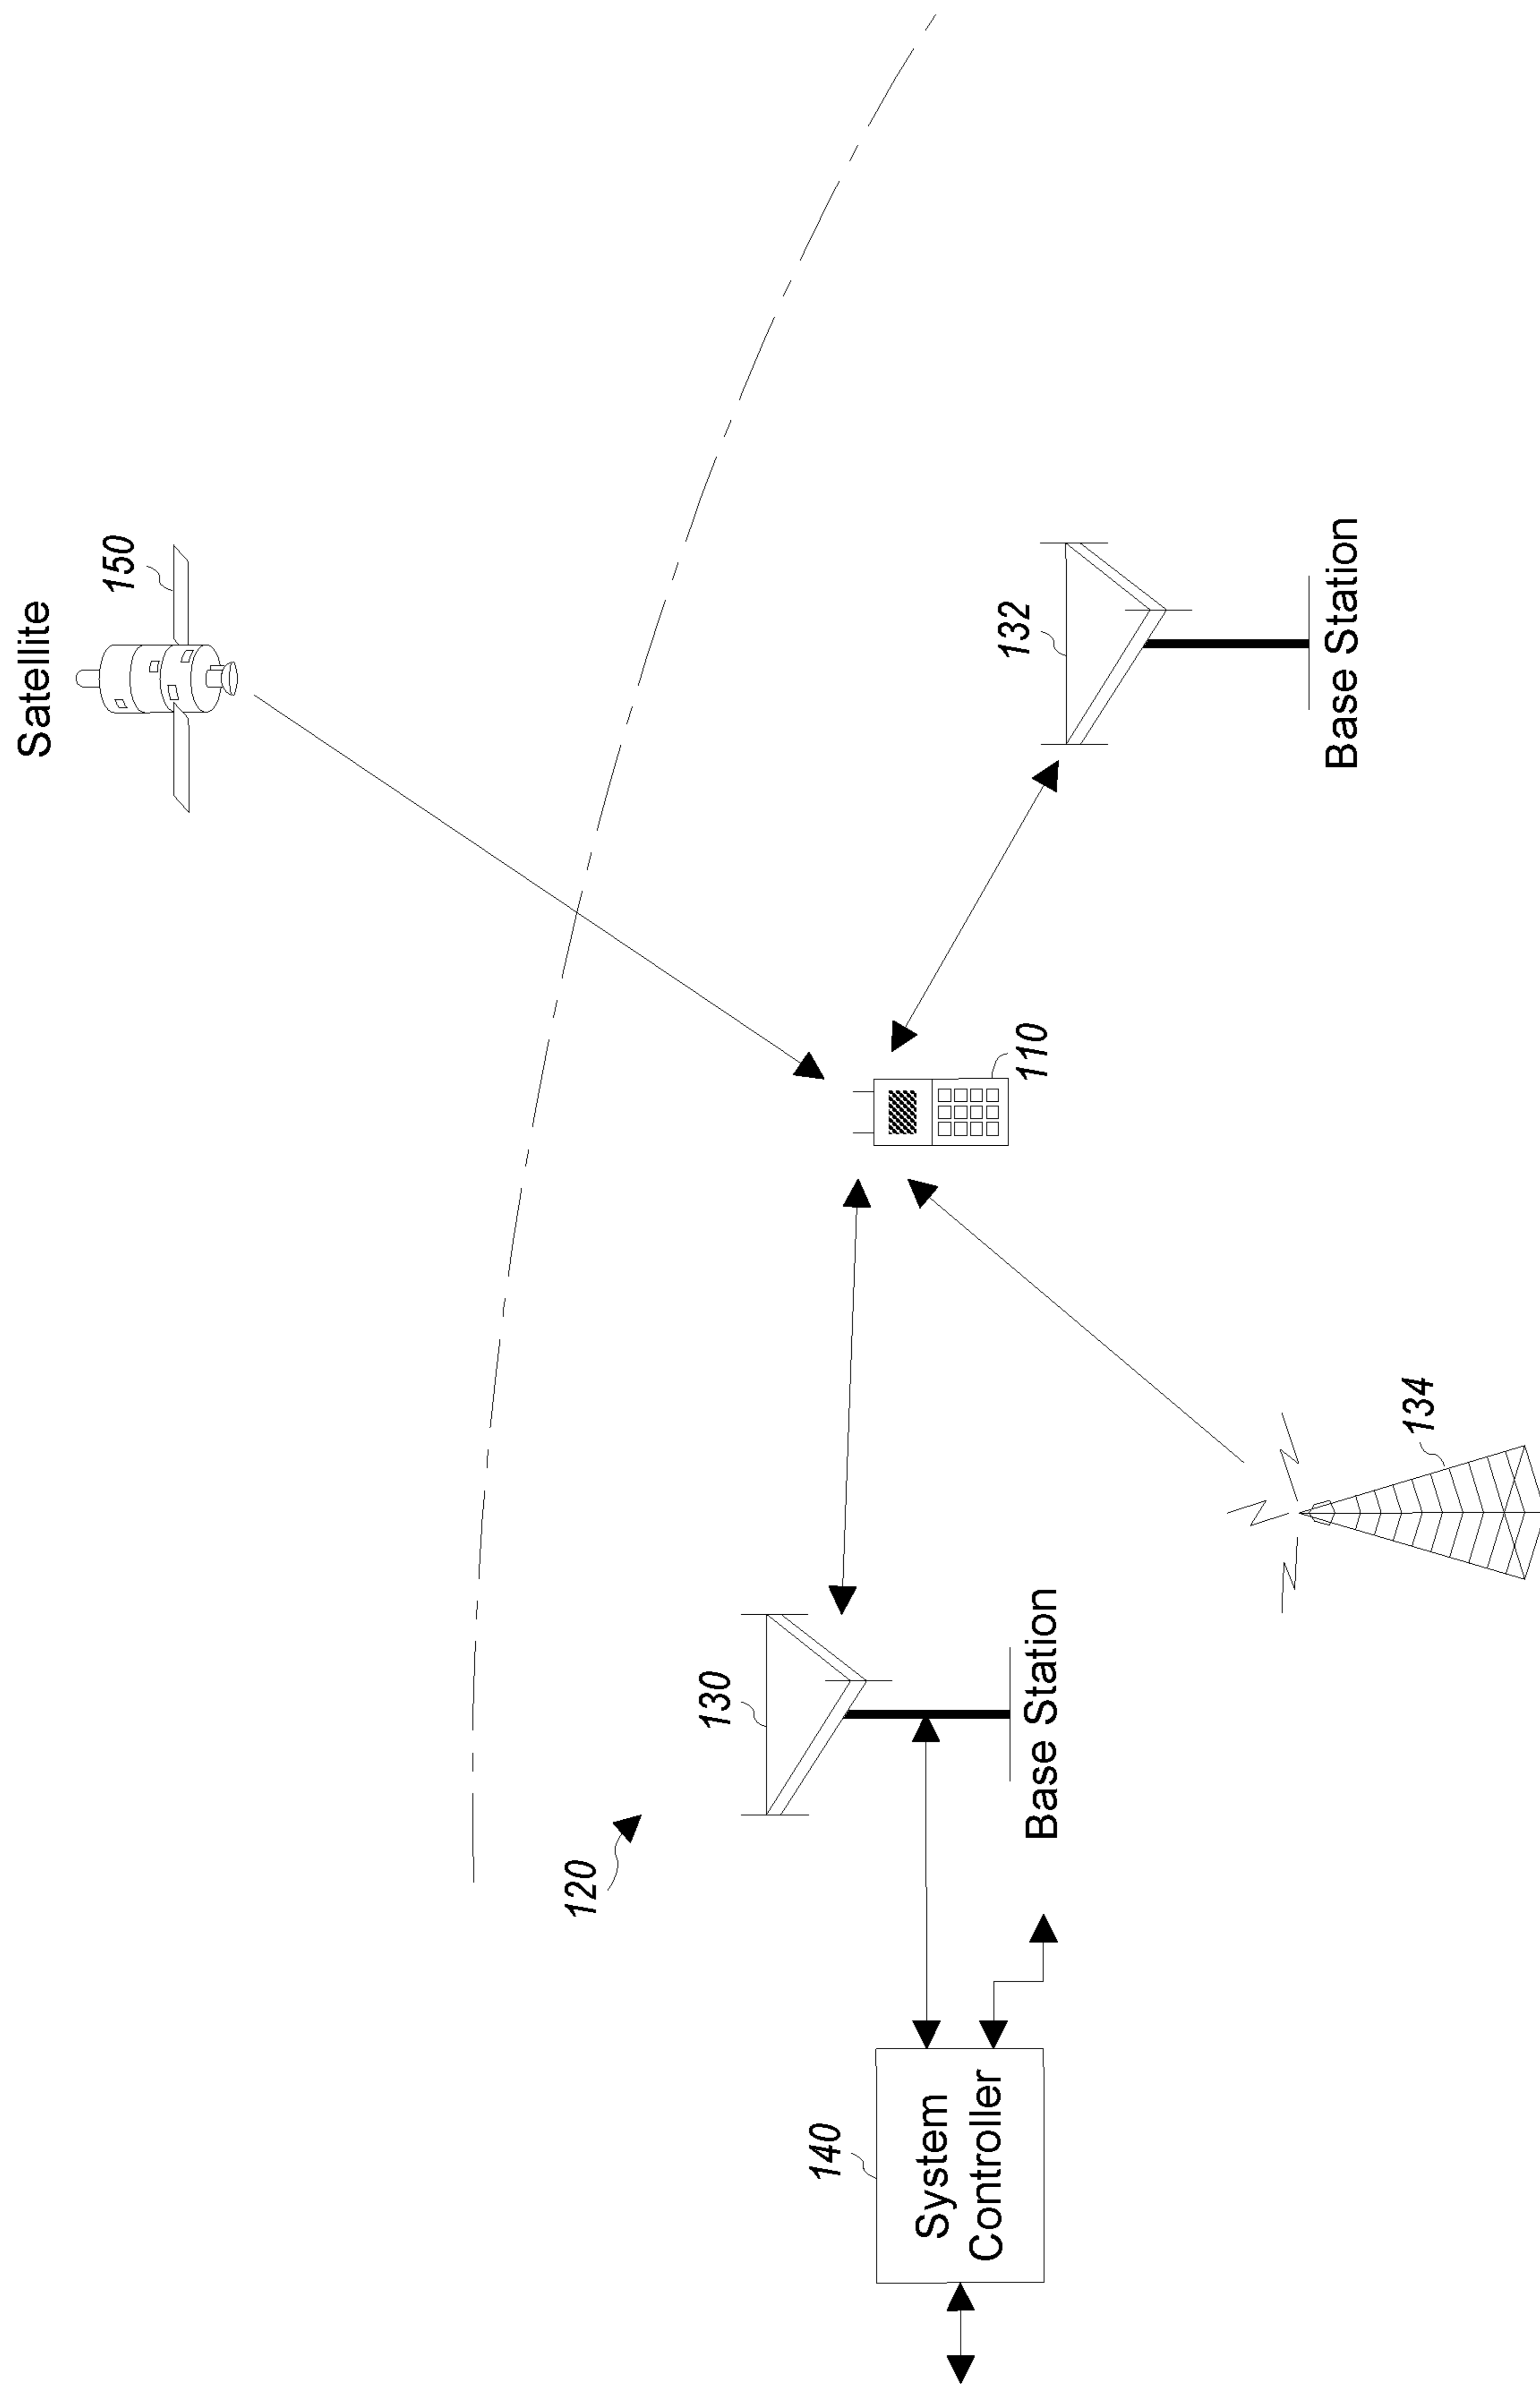 Satellite
150
120
130
132
140
System
Controller
110
Base Station
134
Base Station